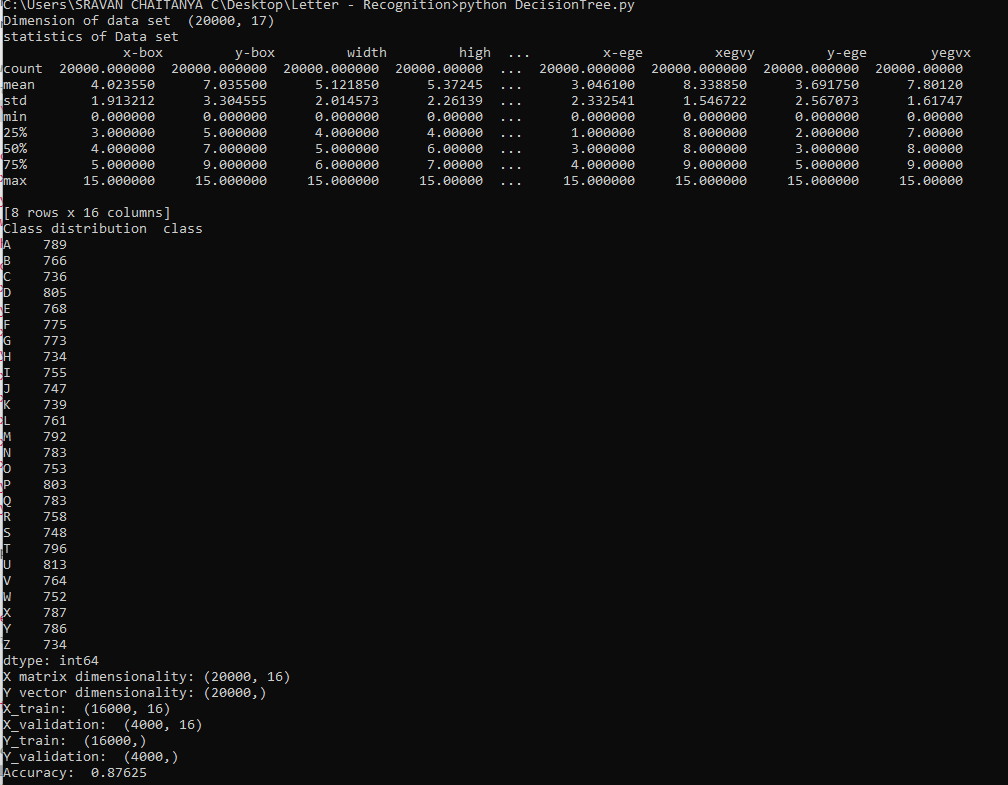 C:\Users\SRAVAN CHAITANYA C\Desktop\Letter - Recognition>python DecisionTree.py
Dimension of data set  (20000, 17)
statistics of Data set
              x-box         y-box         width         high  ...         x-ege         xegvy         y-ege        yegvx
count  20000.000000  20000.000000  20000.000000  20000.00000  ...  20000.000000  20000.000000  20000.000000  20000.00000
mean       4.023550      7.035500      5.121850      5.37245  ...      3.046100      8.338850      3.691750      7.80120
std        1.913212      3.304555      2.014573      2.26139  ...      2.332541      1.546722      2.567073      1.61747
min        0.000000      0.000000      0.000000      0.00000  ...      0.000000      0.000000      0.000000      0.00000
25%        3.000000      5.000000      4.000000      4.00000  ...      1.000000      8.000000      2.000000      7.00000
50%        4.000000      7.000000      5.000000      6.00000  ...      3.000000      8.000000      3.000000      8.00000
75%        5.000000      9.000000      6.000000      7.00000  ...      4.000000      9.000000      5.000000      9.00000
max       15.000000     15.000000     15.000000     15.00000  ...     15.000000     15.000000     15.000000     15.00000
[8 rows x 16 columns]
Class distribution  class
A    789
B    766
C    736
D    805
E    768
F    775
G    773
H    734
I    755
J    747
K    739
L    761
M    792
N    783
O    753
P    803
Q    783
R    758
S    748
T    796
U    813
V    764
W    752
X    787
Y    786
Z    734
dtype: int64
X matrix dimensionality: (20000, 16)
Y vector dimensionality: (20000,)
X_train:  (16000, 16)
X_validation:  (4000, 16)
Y_train:  (16000,)
Y_validation:  (4000,)
Accuracy:  0.87625